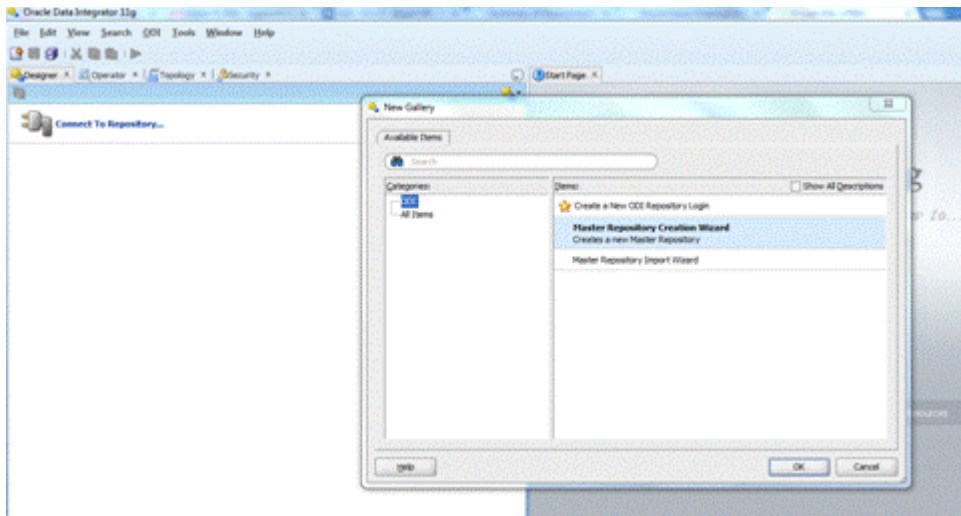 Oracle Data Integrator 11g
File Edit View Search ODI Tools Window Help
Designer Operator Topology Security
Start Page
Connect To Repository...
New Gallery
Available Items
Search
Categories:
ODI
All Items
Items:
Show All Descriptions
Create a New ODI Repository Login
Master Repository Creation Wizard
Creates a new Master Repository
Master Repository Import Wizard
Help
OK
Cancel